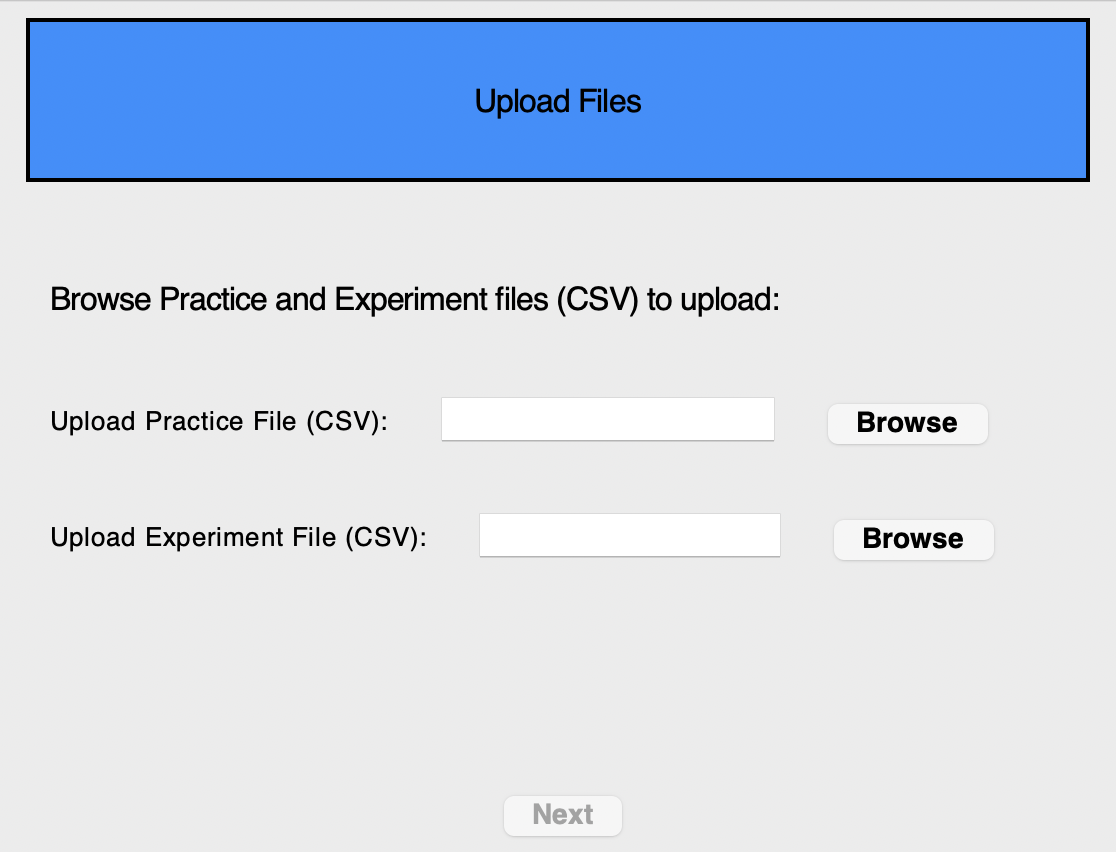 Upload Files
Browse Practice and Experiment files (CSV) to upload:
Upload Practice File (CSV): Browse
Upload Experiment File (CSV): Browse
Next